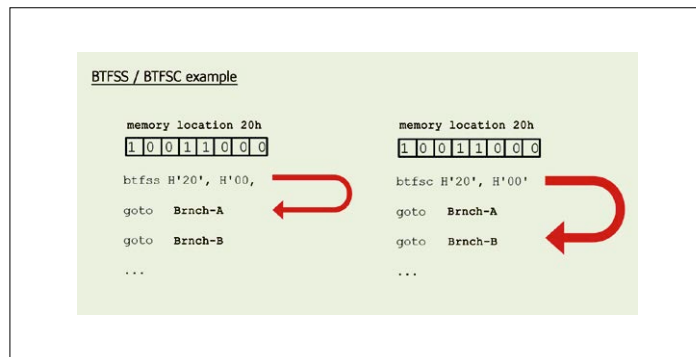 BTFSS / BTFSC example
memory location 20h
1 0 0 1 1 0 0 0
btfss H'20', H'00,
goto Brnch-A
goto Brnch-B
...
memory location 20h
1 0 0 1 1 0 0 0
btfsc H'20', H'00'
goto Brnch-A
goto Brnch-B
...